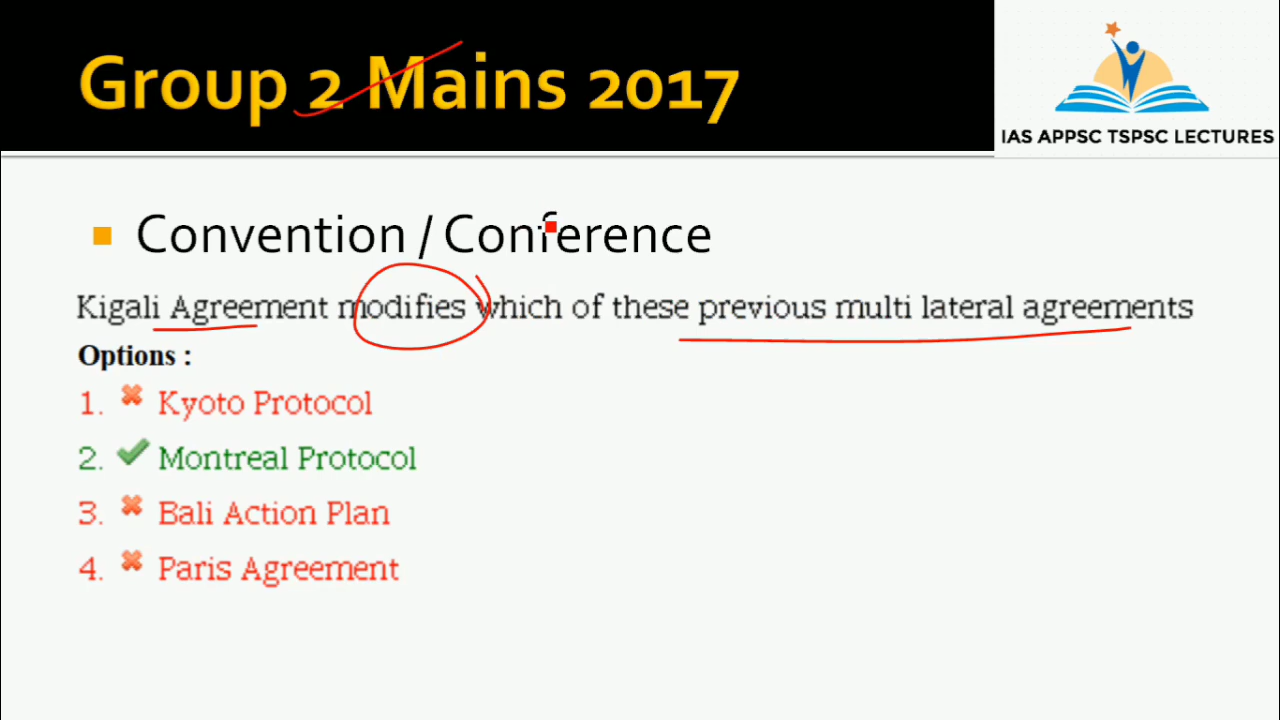 Group 2 Mains 2017
IAS APPSC TSPSC LECTURES
Convention / Conference
Kigali Agreement modifies which of these previous multi lateral agreements
Options :
1. Kyoto Protocol
2. Montreal Protocol
3. Bali Action Plan
4. Paris Agreement